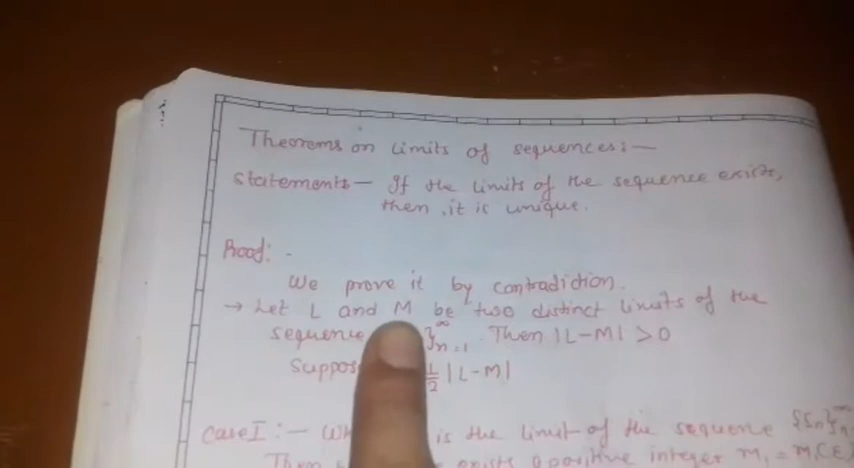 Theorems on limits of sequences:—
Statement:— If the limits of the sequence exists,
then, it is unique.
Proof:-
We prove it by contradiction.
→ Let L and M be two distinct limits of the
sequence }∞n=1. Then |L-M| > 0
Suppos 1/2 |L-M|
Case I:— is the limit of the sequence {Sn}∞n
exists a positive integer m1 = m1(ε)